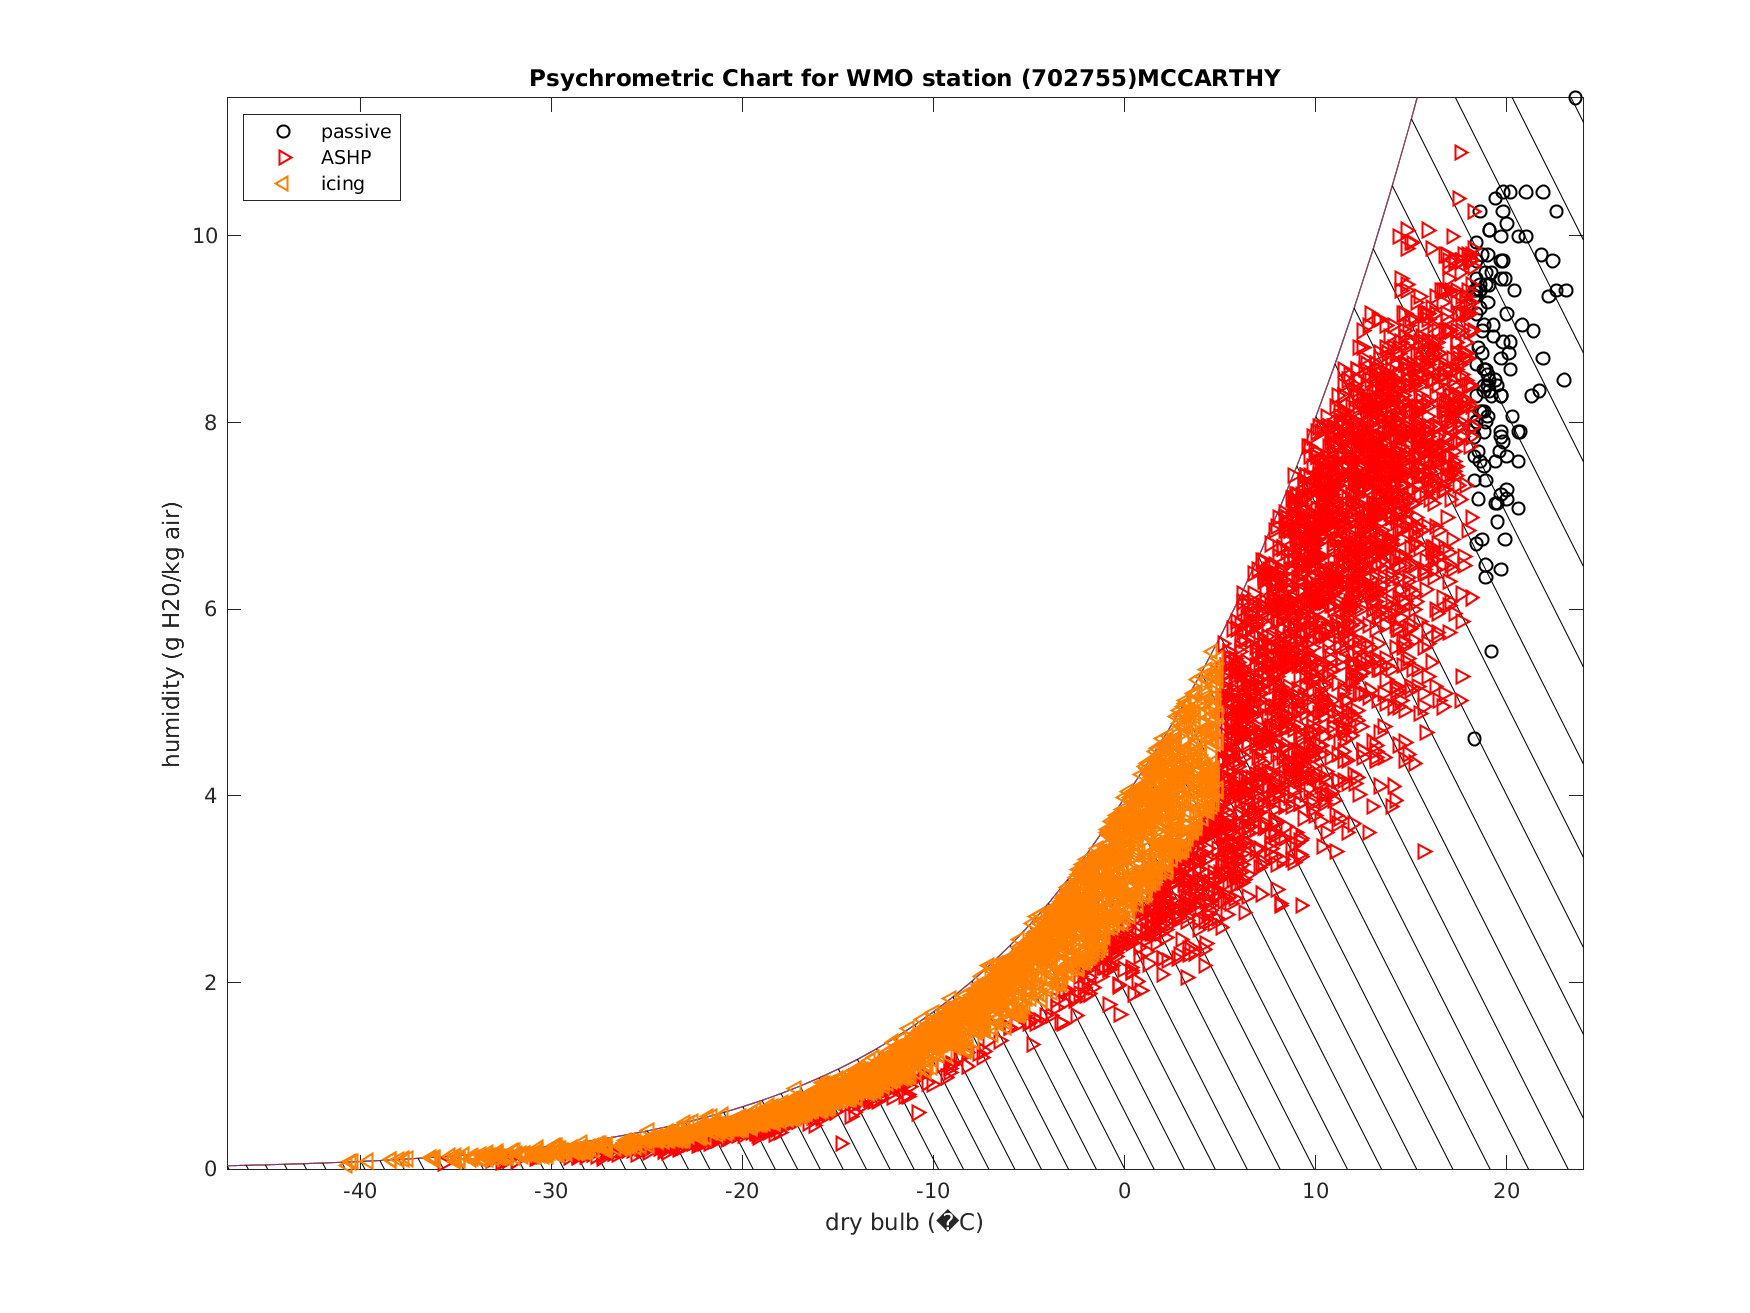 Psychrometric Chart for WMO station (702755)MCCARTHY
passive
ASHP
icing
humidity (g H20/kg air)
10
8
6
4
2
0
-40 -30 -20 -10 0 10 20
dry bulb (�C)